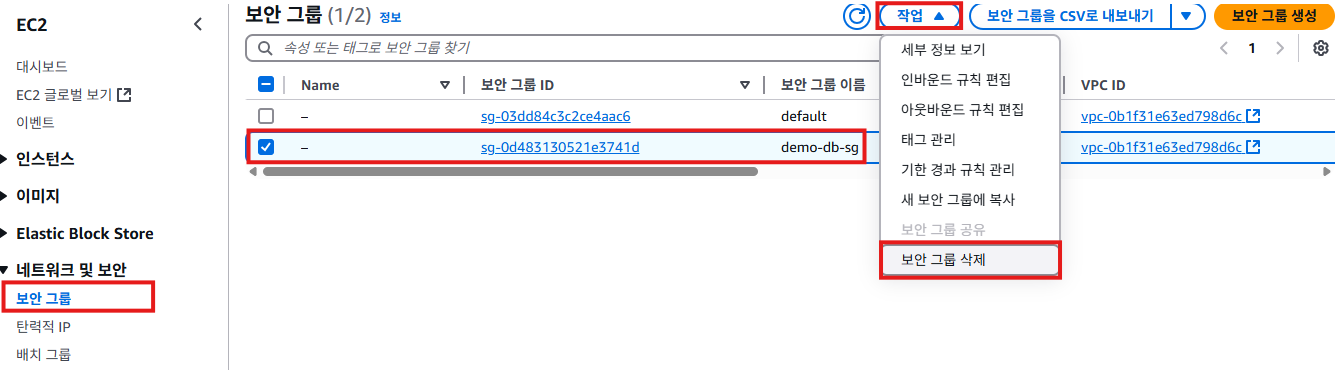 EC2
대시보드
EC2 글로벌 보기
이벤트
인스턴스
이미지
Elastic Block Store
네트워크 및 보안
보안 그룹
탄력적 IP
배치 그룹
보안 그룹 (1/2) 정보
작업
보안 그룹을 CSV로 내보내기
보안 그룹 생성
속성 또는 태그로 보안 그룹 찾기
1
Name 보안 그룹 ID 보안 그룹 이름 VPC ID
– sg-03dd84c3c2ce4aac6 default vpc-0b1f31e63ed798d6c
– sg-0d483130521e3741d demo-db-sg vpc-0b1f31e63ed798d6c
세부 정보 보기
인바운드 규칙 편집
아웃바운드 규칙 편집
태그 관리
기한 경과 규칙 관리
새 보안 그룹에 복사
보안 그룹 공유
보안 그룹 삭제